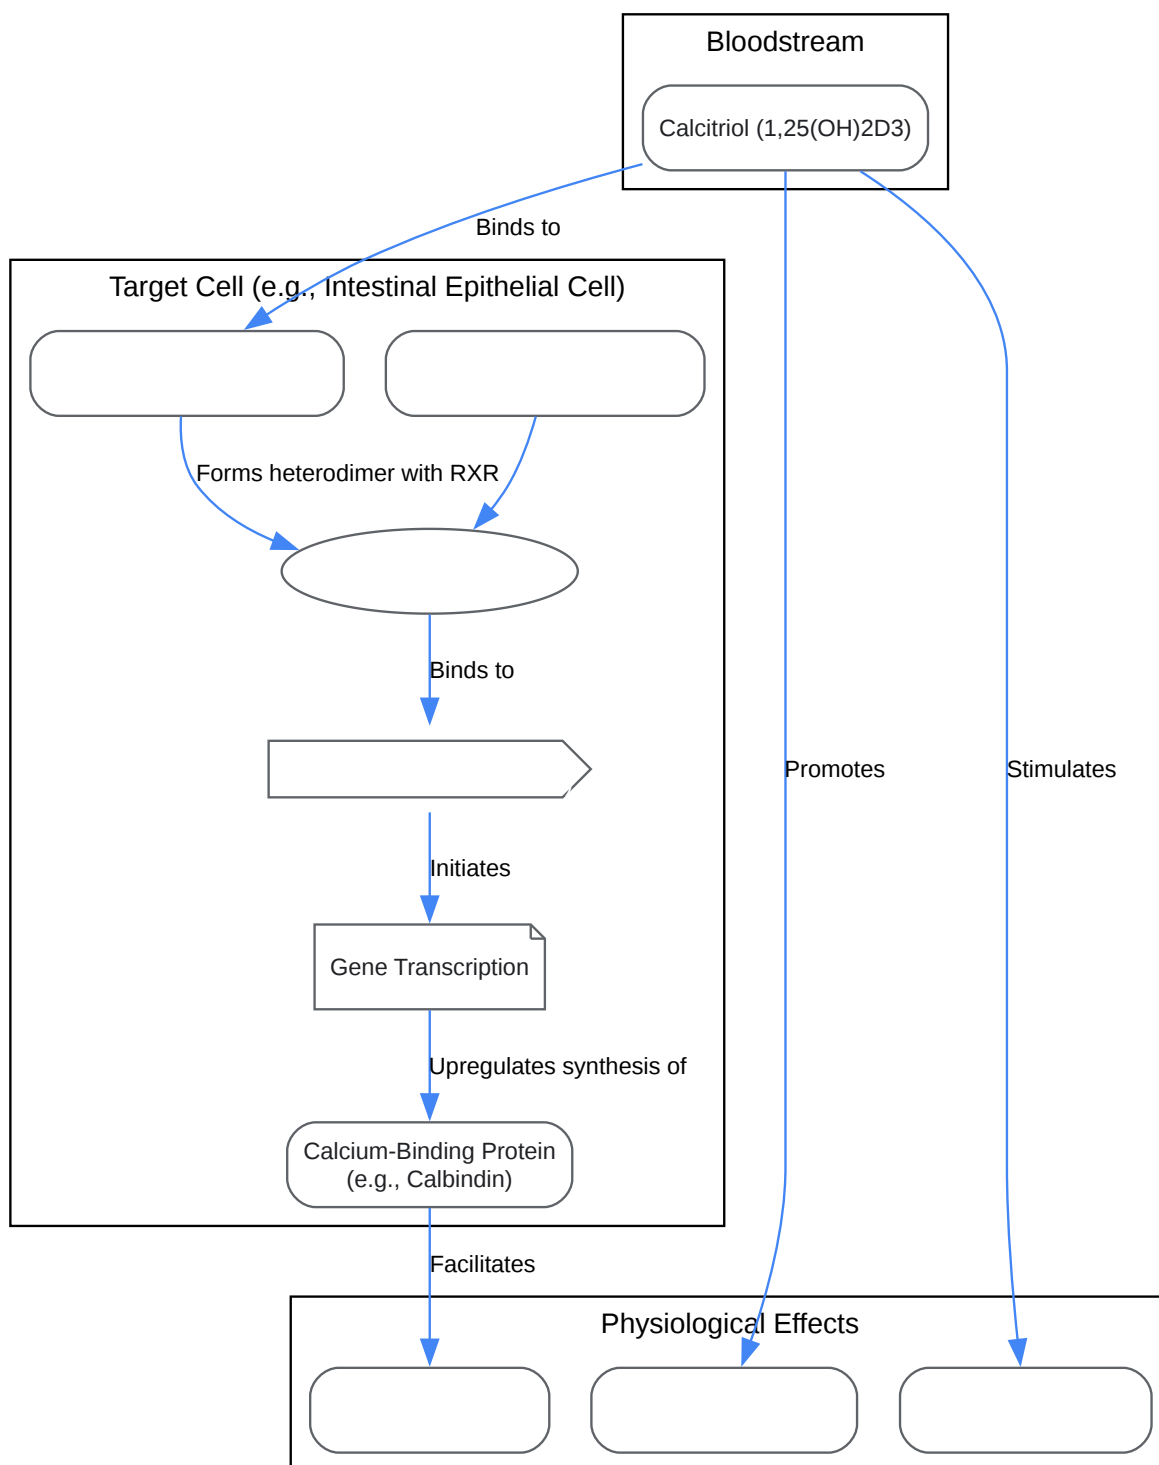 Bloodstream
Calcitriol (1,25(OH)2D3)
Binds to
Target Cell (e.g., Intestinal Epithelial Cell)
Forms heterodimer with RXR
Binds to
Promotes
Stimulates
Initiates
Gene Transcription
Upregulates synthesis of
Calcium-Binding Protein
(e.g., Calbindin)
Facilitates
Physiological Effects